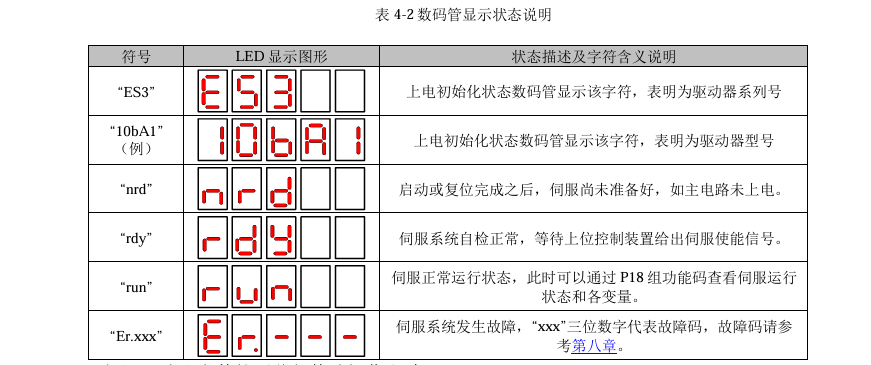 表 4-2 数码管显示状态说明
符号 LED 显示图形 状态描述及字符含义说明
“ES3” ES3 上电初始化状态数码管显示该字符，表明为驱动器系列号
“10bA1”
（例）
10bA1 上电初始化状态数码管显示该字符，表明为驱动器型号
“nrd” nrd 启动或复位完成之后，伺服尚未准备好，如主电路未上电。
“rdy” rdy 伺服系统自检正常，等待上位控制装置给出伺服使能信号。
“run” run 伺服正常运行状态，此时可以通过 P18 组功能码查看伺服运行
状态和各变量。
“Er.xxx” Er.--- 伺服系统发生故障，“xxx”三位数字代表故障码，故障码请参
考第八章。